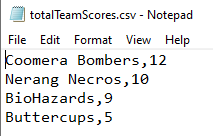 totalTeamScores.csv - Notepad
File Edit Format View Help
Coomera Bombers,12
Nerang Necros,10
BioHazards,9
Buttercups,5